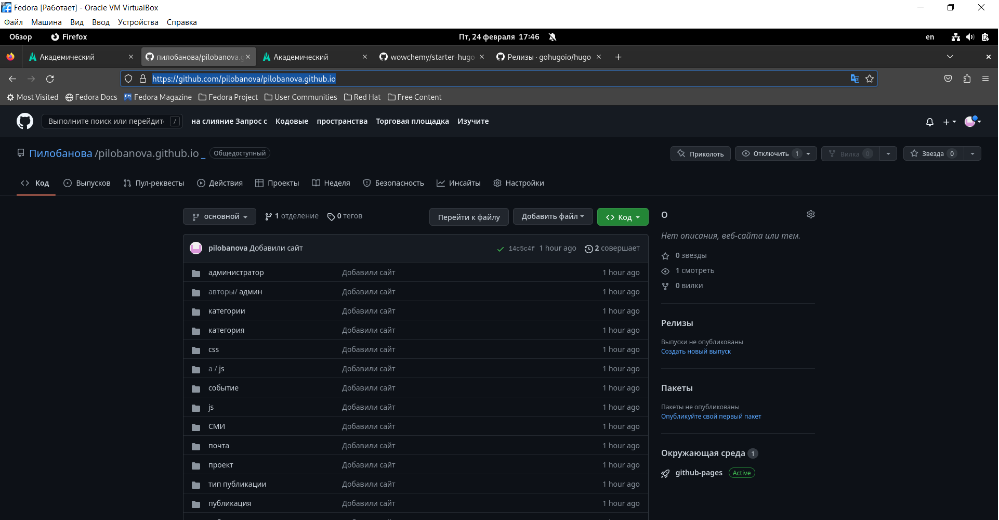 Fedora [Работает] - Oracle VM VirtualBox
Файл Машина Вид Ввод Устройства Справка
Обзор Firefox Пт, 24 февраля 17:46 en
Академический пилобанова/pilobanova.g Академический wowchemy/starter-hugo- Релизы · gohugoio/hugo
https://github.com/pilobanova/pilobanova.github.io
Most Visited Fedora Docs Fedora Magazine Fedora Project User Communities Red Hat Free Content
Выполните поиск или перейдит / на слияние Запрос с Кодовые пространства Торговая площадка Изучите
Пилобанова /pilobanova.github.io _ Общедоступный Приколоть Отключить 1 Вилка 0 Звезда 0
Код Выпусков Пул-реквесты Действия Проекты Неделя Безопасность Инсайты Настройки
основной 1 отделение 0 тегов Перейти к файлу Добавить файл Код
pilobanova Добавили сайт 14c5c4f 1 hour ago 2 совершает
администратор Добавили сайт 1 hour ago
авторы/ админ Добавили сайт 1 hour ago
категории Добавили сайт 1 hour ago
категория Добавили сайт 1 hour ago
css Добавили сайт 1 hour ago
а / js Добавили сайт 1 hour ago
событие Добавили сайт 1 hour ago
js Добавили сайт 1 hour ago
СМИ Добавили сайт 1 hour ago
почта Добавили сайт 1 hour ago
проект Добавили сайт 1 hour ago
тип публикации Добавили сайт 1 hour ago
публикация Добавили сайт 1 hour ago
О
Нет описания, веб-сайта или тем.
0 звезды
1 смотреть
0 вилки
Релизы
Выпуски не опубликованы
Создать новый выпуск
Пакеты
Пакеты не опубликованы
Опубликуйте свой первый пакет
Окружающая среда 1
github-pages Active